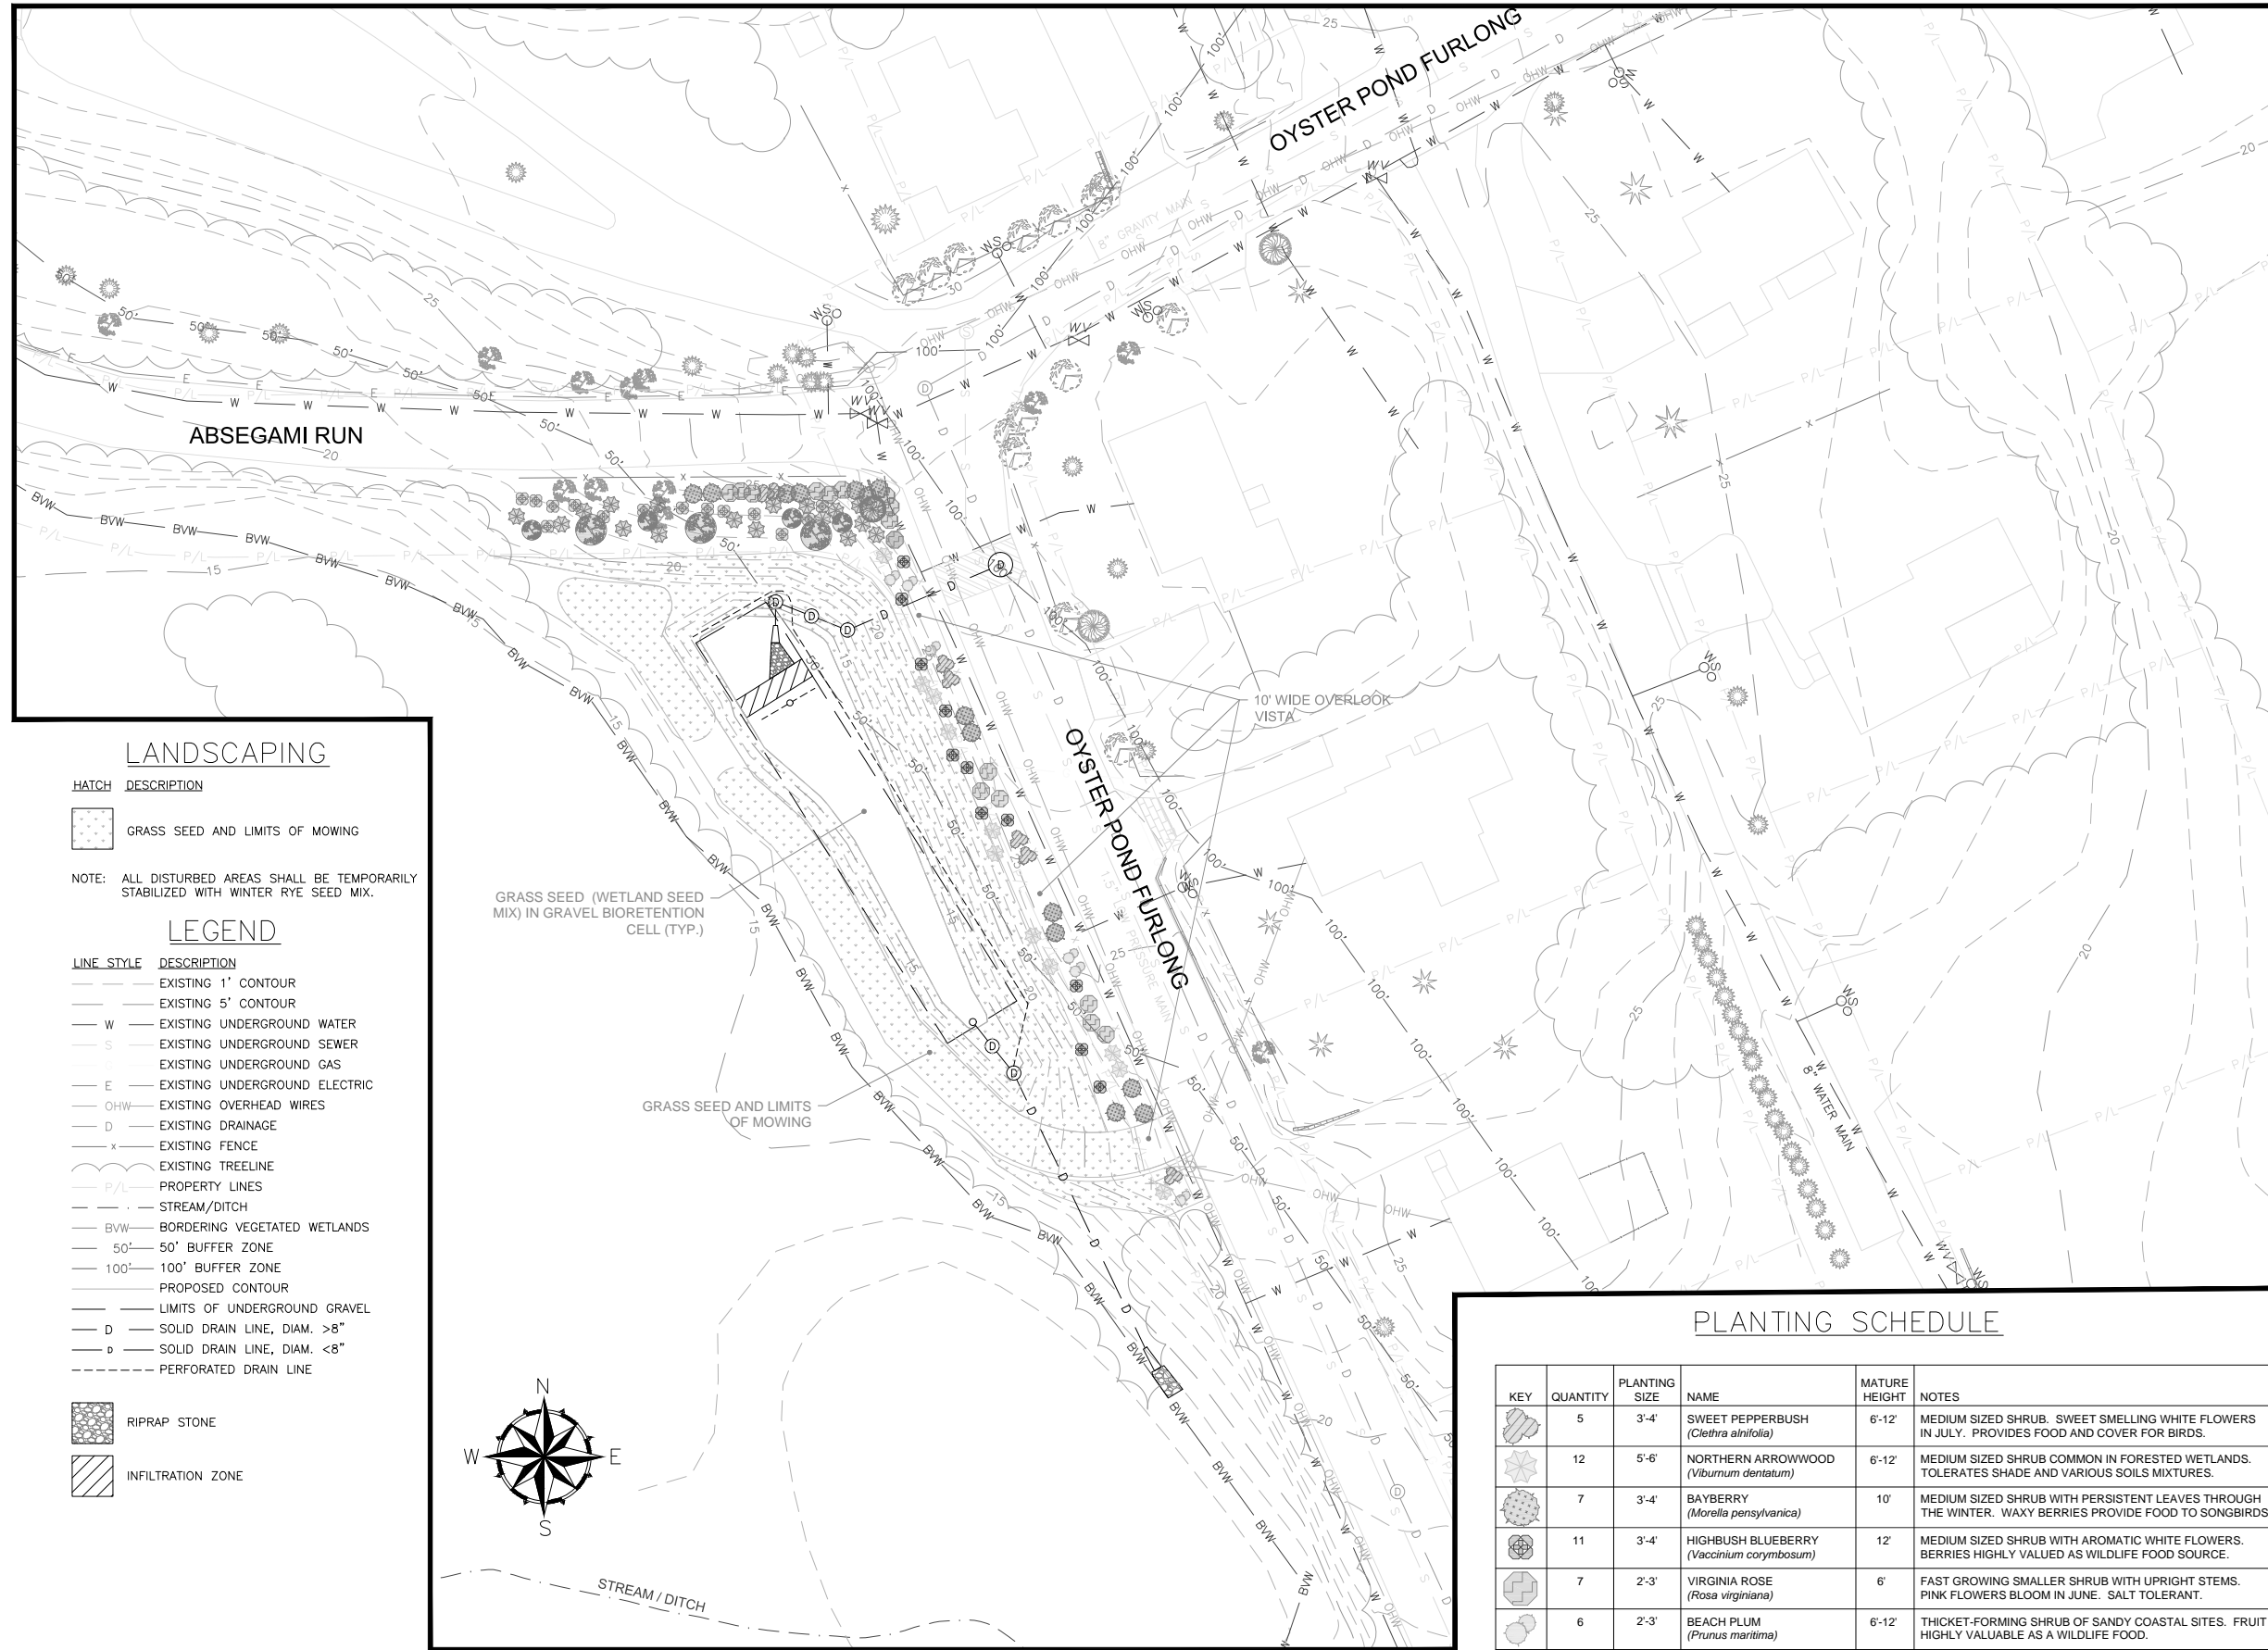 OYSTER POND FURLONG
8" GRAVITY MAIN
ABSEGAMI RUN
10' WIDE OVERLOOK
VISTA
OYSTER POND FURLONG
GRASS SEED (WETLAND SEED
MIX) IN GRAVEL BIORETENTION
CELL (TYP.)
GRASS SEED AND LIMITS
OF MOWING
8" WATER MAIN
STREAM / DITCH
N
W
E
S
LANDSCAPING
HATCH DESCRIPTION
GRASS SEED AND LIMITS OF MOWING
NOTE: ALL DISTURBED AREAS SHALL BE TEMPORARILY
STABILIZED WITH WINTER RYE SEED MIX.
LEGEND
LINE STYLE DESCRIPTION
EXISTING 1' CONTOUR
EXISTING 5' CONTOUR
W EXISTING UNDERGROUND WATER
S EXISTING UNDERGROUND SEWER
EXISTING UNDERGROUND GAS
E EXISTING UNDERGROUND ELECTRIC
OHW EXISTING OVERHEAD WIRES
D EXISTING DRAINAGE
x EXISTING FENCE
EXISTING TREELINE
P/L PROPERTY LINES
STREAM/DITCH
BVW BORDERING VEGETATED WETLANDS
50' 50' BUFFER ZONE
100' 100' BUFFER ZONE
PROPOSED CONTOUR
LIMITS OF UNDERGROUND GRAVEL
D SOLID DRAIN LINE, DIAM. >8"
D SOLID DRAIN LINE, DIAM. <8"
PERFORATED DRAIN LINE
RIPRAP STONE
INFILTRATION ZONE
PLANTING SCHEDULE
KEY QUANTITY PLANTING SIZE NAME MATURE HEIGHT NOTES
5 3'-4' SWEET PEPPERBUSH 6'-12' MEDIUM SIZED SHRUB. SWEET SMELLING WHITE FLOWERS
(Clethra alnifolia) IN JULY. PROVIDES FOOD AND COVER FOR BIRDS.
12 5'-6' NORTHERN ARROWWOOD 6'-12' MEDIUM SIZED SHRUB COMMON IN FORESTED WETLANDS.
(Viburnum dentatum) TOLERATES SHADE AND VARIOUS SOILS MIXTURES.
7 3'-4' BAYBERRY 10' MEDIUM SIZED SHRUB WITH PERSISTENT LEAVES THROUGH
(Morella pensylvanica) THE WINTER. WAXY BERRIES PROVIDE FOOD TO SONGBIRDS
11 3'-4' HIGHBUSH BLUEBERRY 12' MEDIUM SIZED SHRUB WITH AROMATIC WHITE FLOWERS.
(Vaccinium corymbosum) BERRIES HIGHLY VALUED AS WILDLIFE FOOD SOURCE.
7 2'-3' VIRGINIA ROSE 6' FAST GROWING SMALLER SHRUB WITH UPRIGHT STEMS.
(Rosa virginiana) PINK FLOWERS BLOOM IN JUNE. SALT TOLERANT.
6 2'-3' BEACH PLUM 6'-12' THICKET-FORMING SHRUB OF SANDY COASTAL SITES. FRUIT
(Prunus maritima) HIGHLY VALUABLE AS A WILDLIFE FOOD.